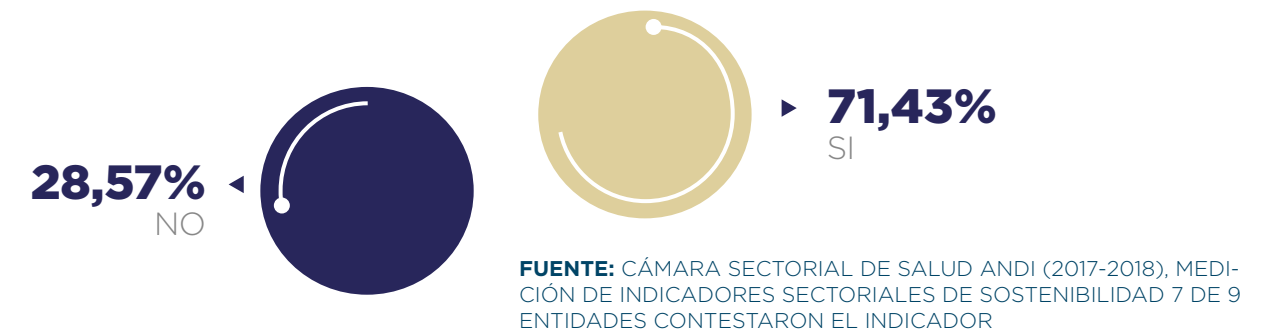 28,57%
NO
71,43%
SI
FUENTE: CÁMARA SECTORIAL DE SALUD ANDI (2017-2018), MEDI-
CIÓN DE INDICADORES SECTORIALES DE SOSTENIBILIDAD 7 DE 9
ENTIDADES CONTESTARON EL INDICADOR